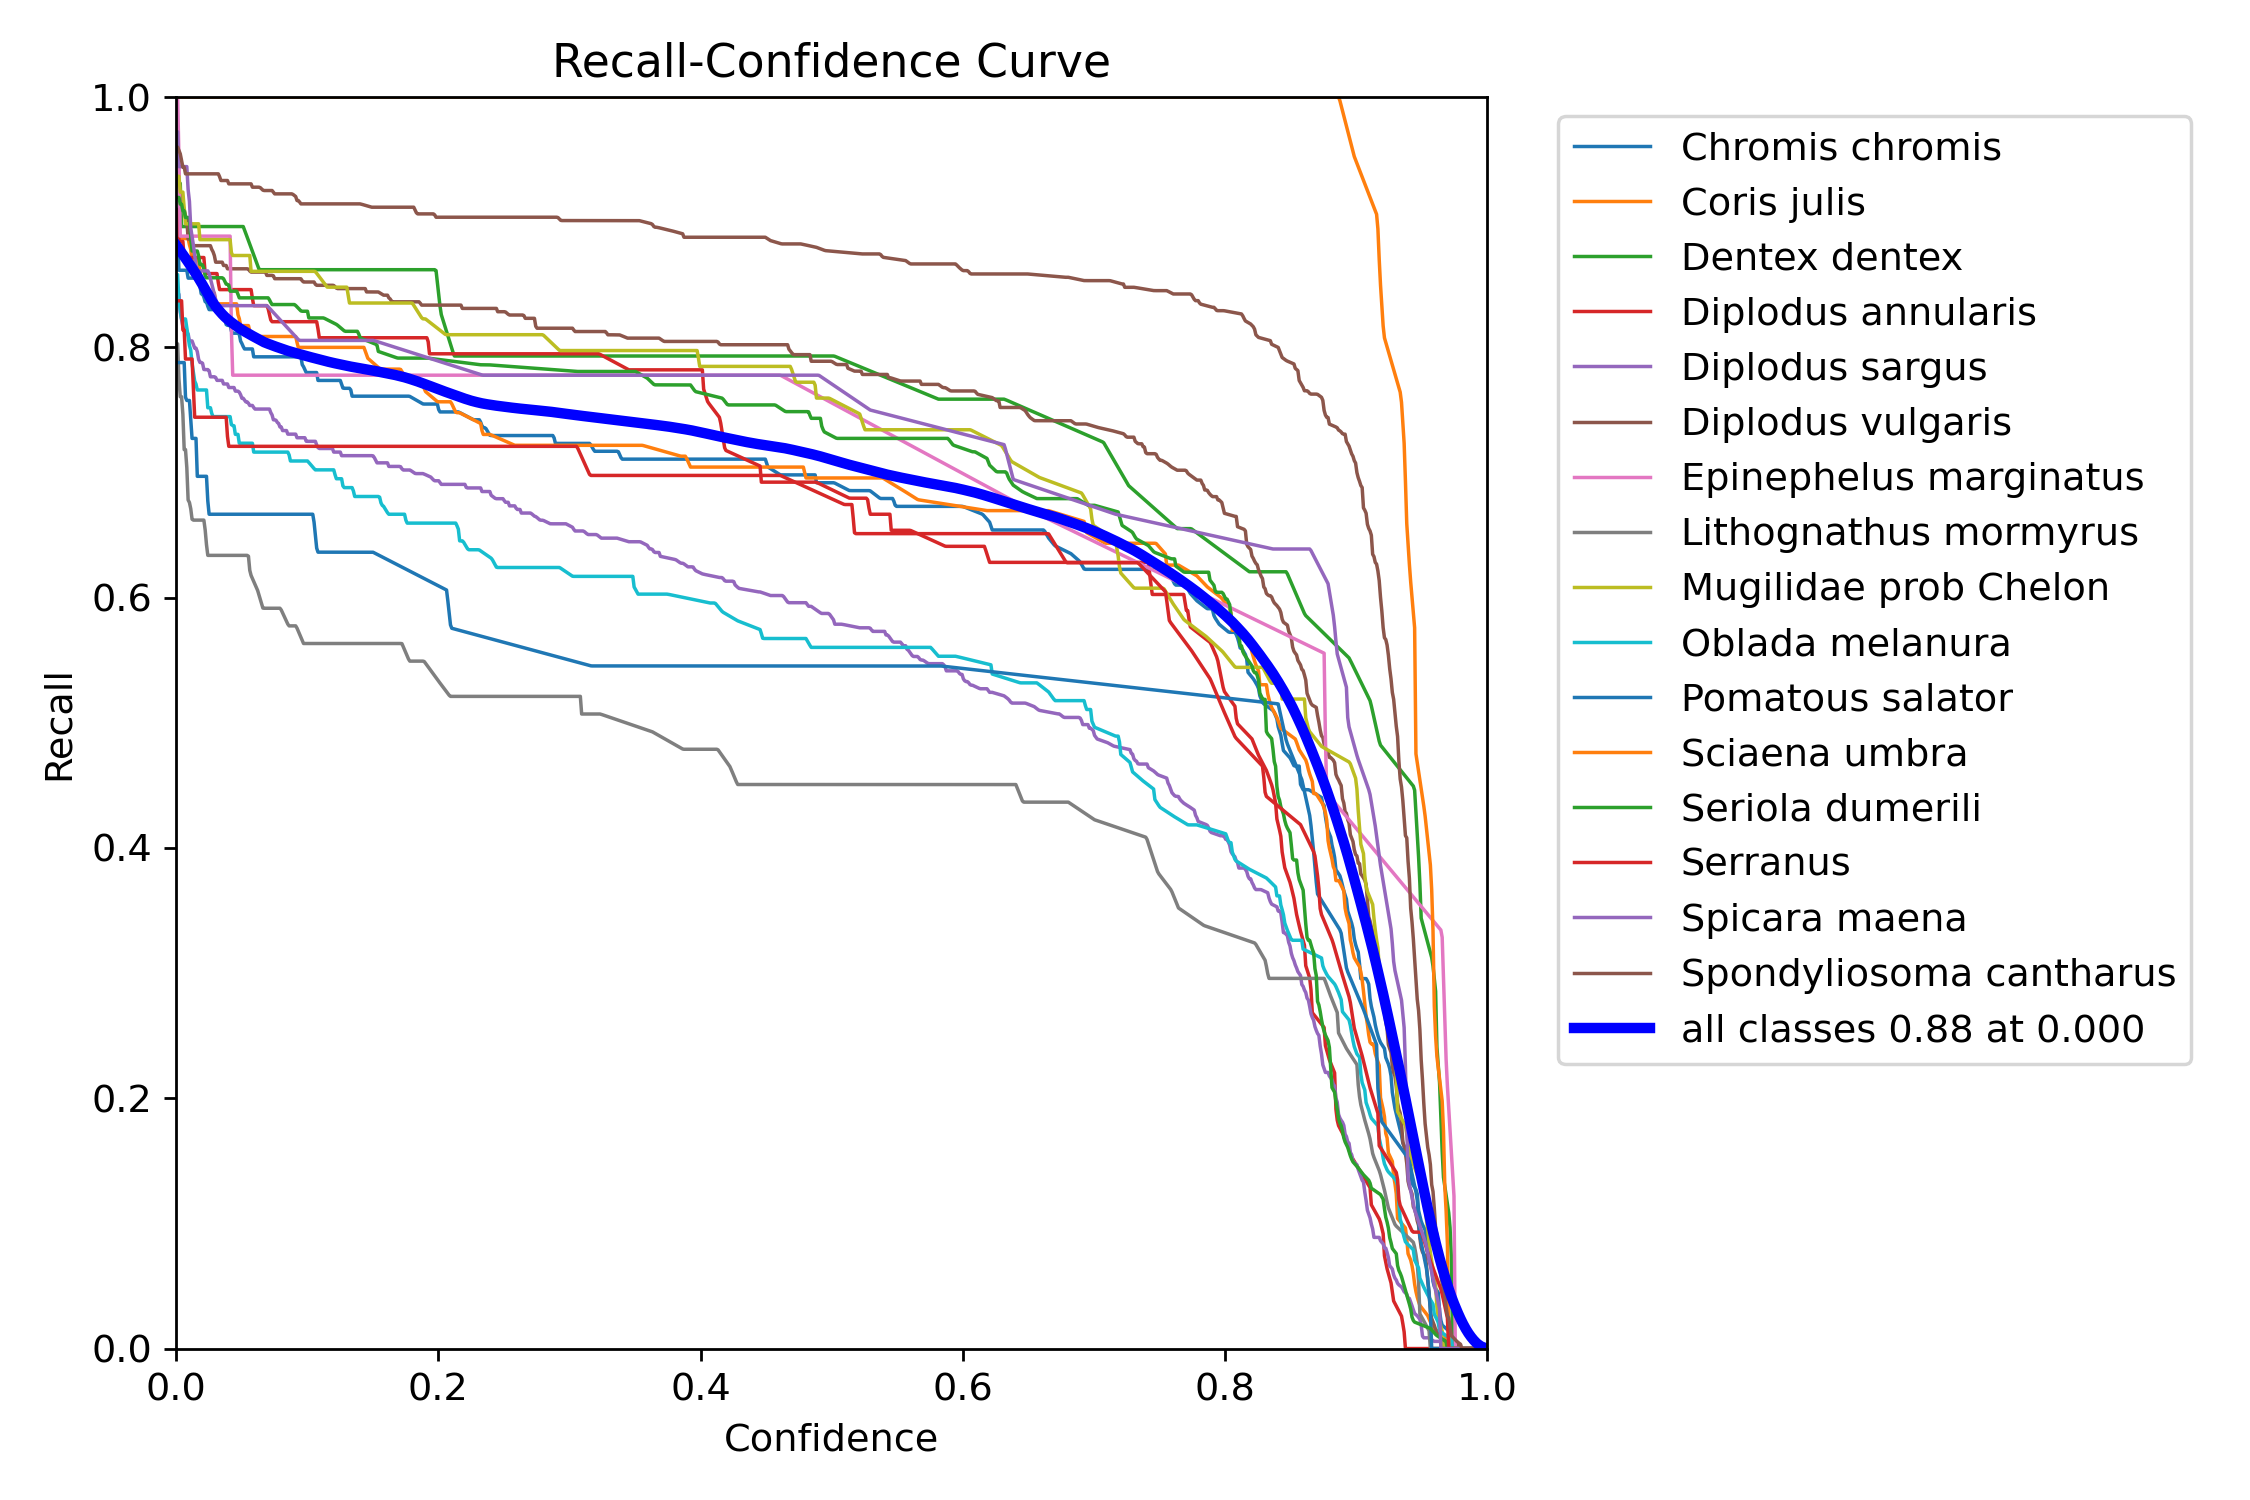 Recall-Confidence Curve
1.0
0.8
0.6
0.4
0.2
0.0
Recall
0.0 0.2 0.4 0.6 0.8 1.0
Confidence
Chromis chromis
Coris julis
Dentex dentex
Diplodus annularis
Diplodus sargus
Diplodus vulgaris
Epinephelus marginatus
Lithognathus mormyrus
Mugilidae prob Chelon
Oblada melanura
Pomatous salator
Sciaena umbra
Seriola dumerili
Serranus
Spicara maena
Spondyliosoma cantharus
all classes 0.88 at 0.000